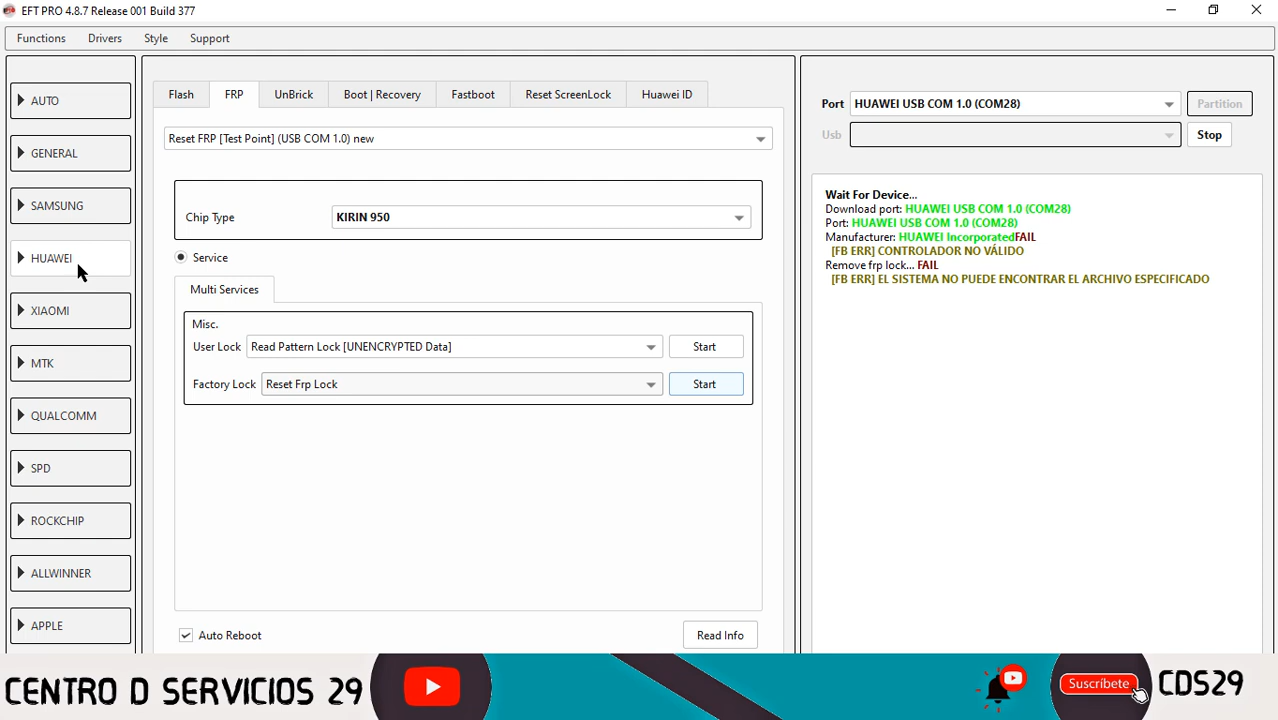 EFT PRO 4.8.7 Release 001 Build 377
Functions Drivers Style Support
AUTO
GENERAL
SAMSUNG
HUAWEI
XIAOMI
MTK
QUALCOMM
SPD
ROCKCHIP
ALLWINNER
APPLE
Flash FRP UnBrick Boot | Recovery Fastboot Reset ScreenLock Huawei ID
Reset FRP [Test Point] (USB COM 1.0) new
Chip Type KIRIN 950
Service
Multi Services
Misc.
User Lock Read Pattern Lock [UNENCRYPTED Data] Start
Factory Lock Reset Frp Lock Start
Auto Reboot Read Info
Port HUAWEI USB COM 1.0 (COM28) Partition
Usb Stop
Wait For Device...
Download port: HUAWEI USB COM 1.0 (COM28)
Port: HUAWEI USB COM 1.0 (COM28)
Manufacturer: HUAWEI IncorporatedFAIL
[FB ERR] CONTROLADOR NO VÁLIDO
Remove frp lock... FAIL
[FB ERR] EL SISTEMA NO PUEDE ENCONTRAR EL ARCHIVO ESPECIFICADO
CENTRO D SERVICIOS 29
Suscríbete CDS29